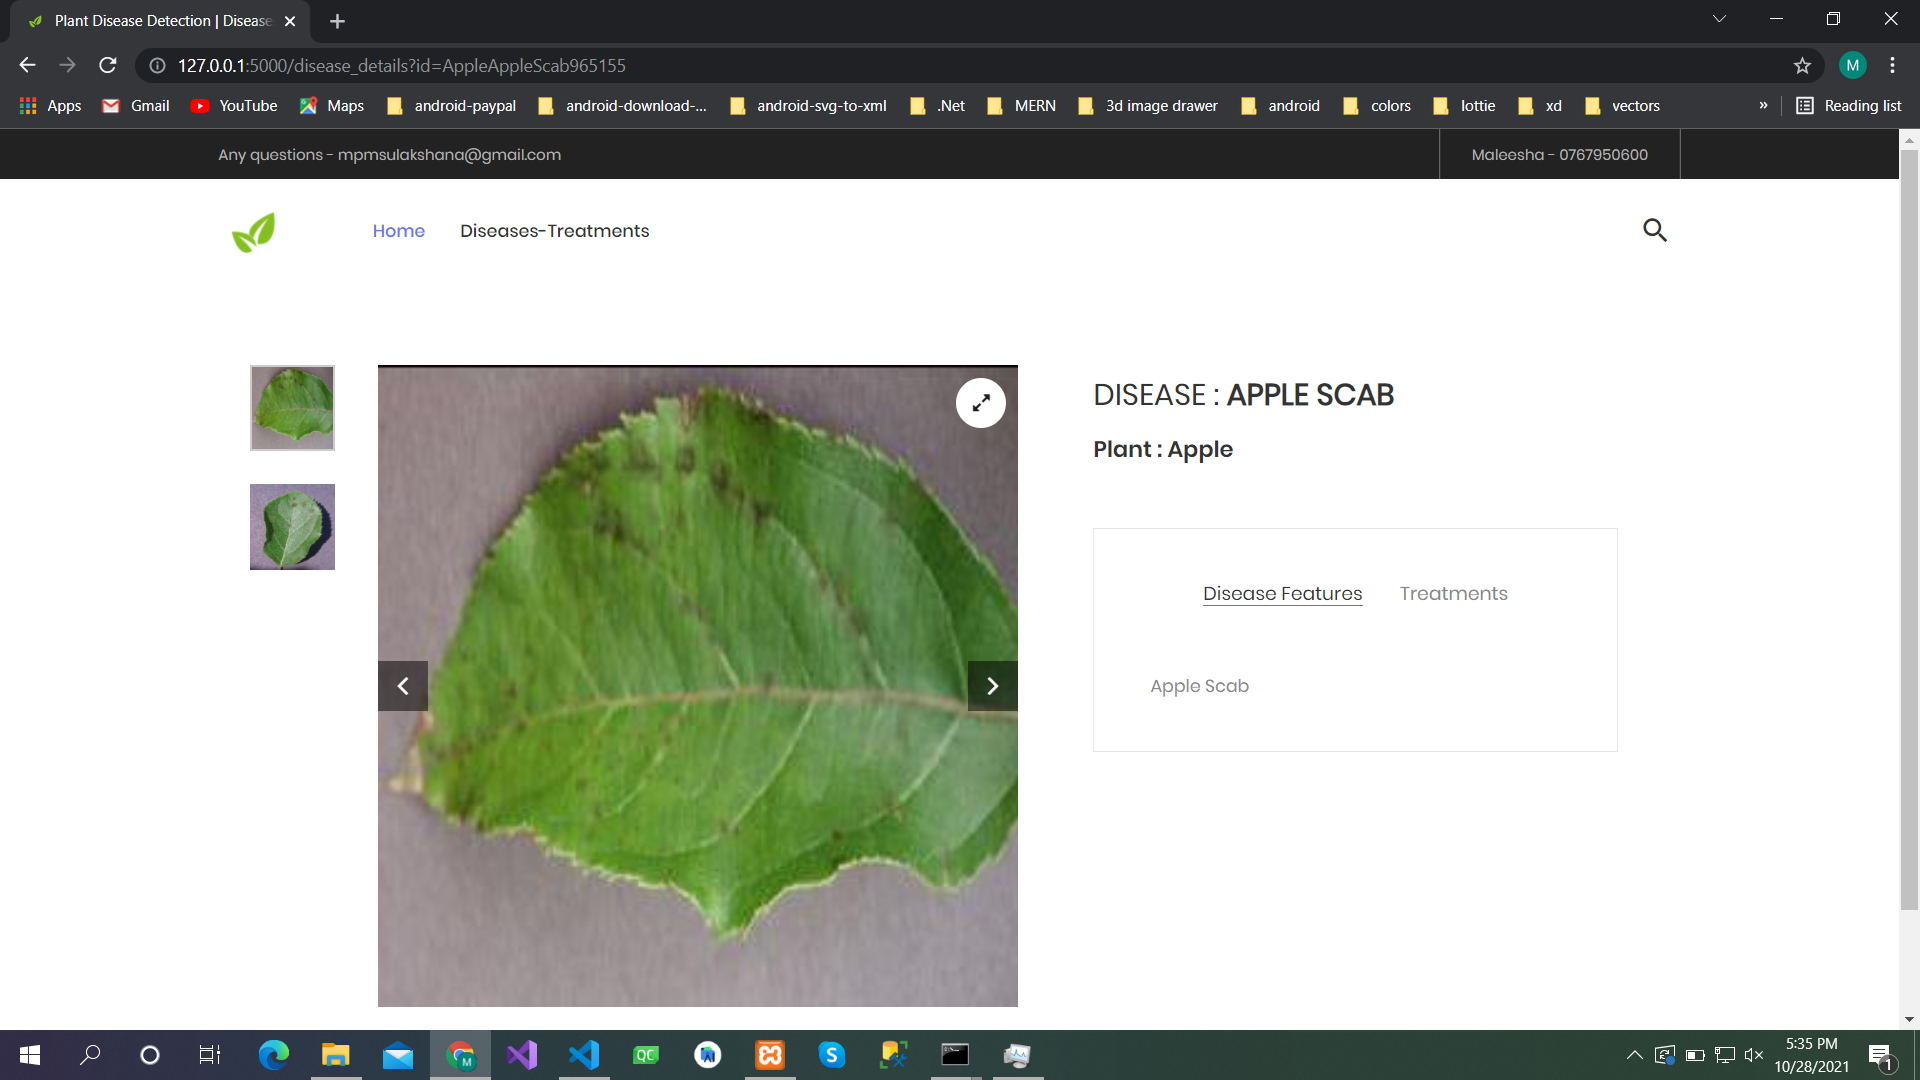 Plant Disease Detection | Disease
127.0.0.1:5000/disease_details?id=AppleAppleScab965155
M
Apps
Gmail
YouTube
Maps
android-paypal
android-download-...
android-svg-to-xml
.Net
MERN
3d image drawer
android
colors
lottie
xd
vectors
»
Reading list
Any questions - mpmsulakshana@gmail.com
Maleesha - 0767950600
Home
Diseases-Treatments
DISEASE : APPLE SCAB
Plant : Apple
Disease Features
Treatments
Apple Scab
M
QC
S
5:35 PM
10/28/2021
1